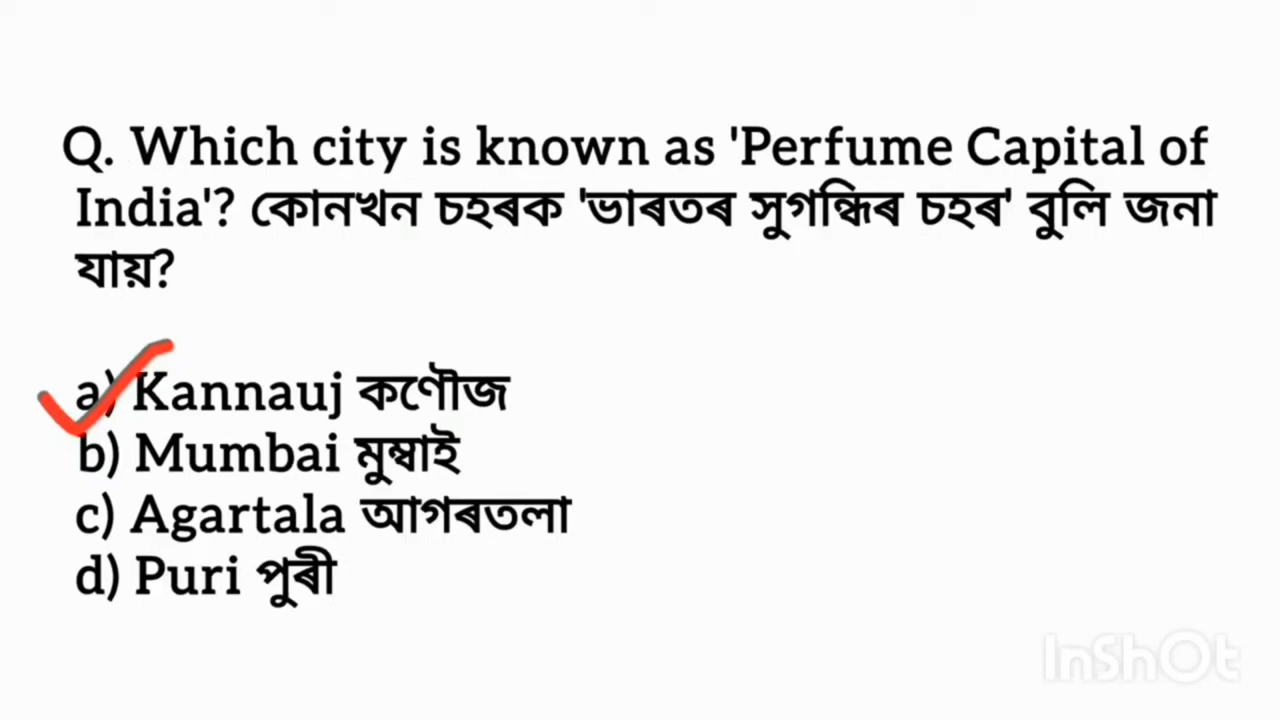 Q. Which city is known as 'Perfume Capital of
India'? কোনখন চহৰক 'ভাৰতৰ সুগন্ধিৰ চহৰ' বুলি জনা
যায়?
a) Kannauj কণৌজ
b) Mumbai মুম্বাই
c) Agartala আগৰতলা
d) Puri পুৰী
InShOt